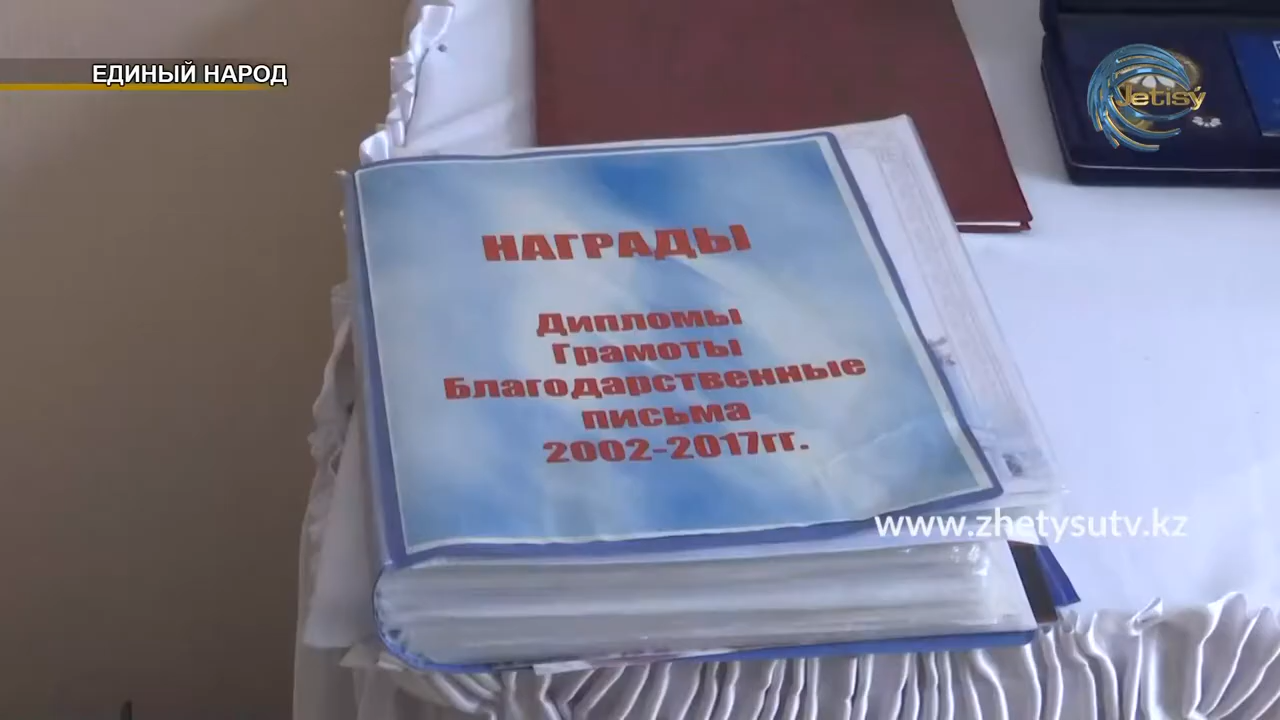 ЕДИНЫЙ НАРОД
Jetisý
НАГРАДЫ
Дипломы
Грамоты
Благодарственные
письма
2002-2017гг.
www.zhetysutv.kz